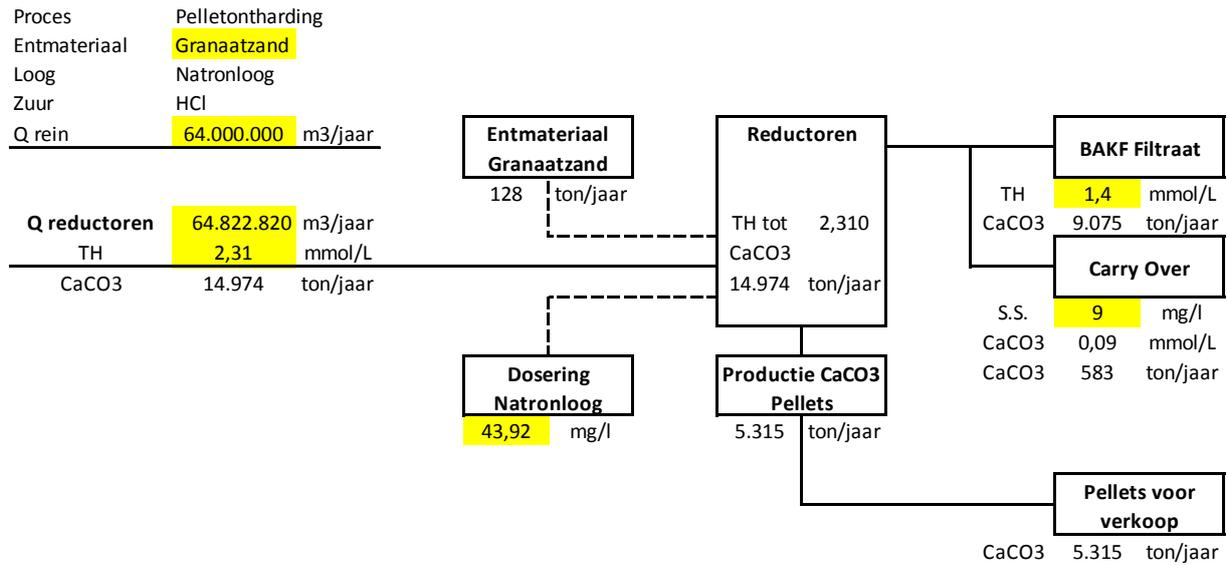 Proces Pelletontharding
Entmateriaal Granaatzand
Loog Natronloog
Zuur HCl
Q rein 64.000.000 m3/jaar
Entmateriaal
Granaatzand
128 ton/jaar
Reductoren
BAKF Filtraat
TH 1,4 mmol/L
CaCO3 9.075 ton/jaar
Q reductoren 64.822.820 m3/jaar
TH 2,31 mmol/L
CaCO3 14.974 ton/jaar
TH tot 2,310
CaCO3
14.974 ton/jaar
Carry Over
S.S. 9 mg/l
CaCO3 0,09 mmol/L
CaCO3 583 ton/jaar
Dosering
Natronloog
43,92 mg/l
Productie CaCO3
Pellets
5.315 ton/jaar
Pellets voor
verkoop
CaCO3 5.315 ton/jaar